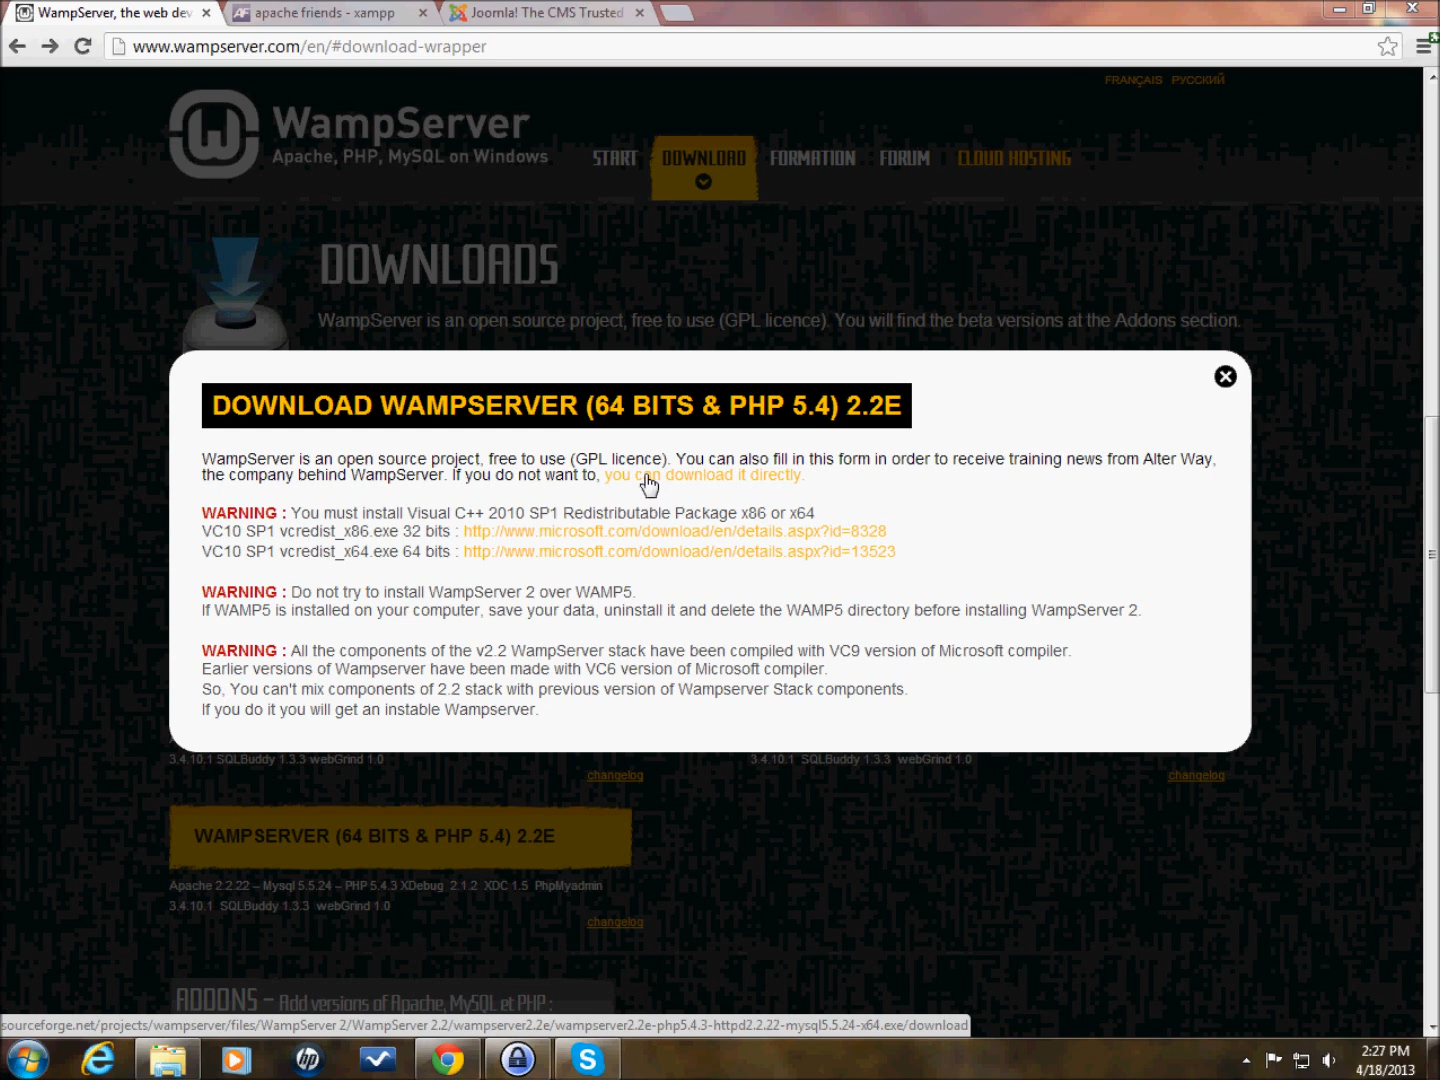 WampServer, the web dev
apache friends - xampp
Joomla! The CMS Trusted
www.wampserver.com/en/#download-wrapper
FRANÇAIS РУССКИЙ
WampServer
Apache, PHP, MySQL on Windows
START DOWNLOAD FORMATION FORUM CLOUD HOSTING
DOWNLOADS
WampServer is an open source project, free to use (GPL licence). You will find the beta versions at the Addons section.
DOWNLOAD WAMPSERVER (64 BITS & PHP 5.4) 2.2E
WampServer is an open source project, free to use (GPL licence). You can also fill in this form in order to receive training news from Alter Way,
the company behind WampServer. If you do not want to, you can download it directly.
WARNING : You must install Visual C++ 2010 SP1 Redistributable Package x86 or x64
VC10 SP1 vcredist_x86.exe 32 bits : http://www.microsoft.com/download/en/details.aspx?id=8328
VC10 SP1 vcredist_x64.exe 64 bits : http://www.microsoft.com/download/en/details.aspx?id=13523
WARNING : Do not try to install WampServer 2 over WAMP5.
If WAMP5 is installed on your computer, save your data, uninstall it and delete the WAMP5 directory before installing WampServer 2.
WARNING : All the components of the v2.2 WampServer stack have been compiled with VC9 version of Microsoft compiler.
Earlier versions of Wampserver have been made with VC6 version of Microsoft compiler.
So, You can't mix components of 2.2 stack with previous version of Wampserver Stack components.
If you do it you will get an instable Wampserver.
3.4.10.1 SQLBuddy 1.3.3 webGrind 1.0
3.4.10.1 SQLBuddy 1.3.3 webGrind 1.0
changelog
changelog
WAMPSERVER (64 BITS & PHP 5.4) 2.2E
Apache 2.2.22 – Mysql 5.5.24 – PHP 5.4.3 XDebug 2.1.2 XDC 1.5 PhpMyadmin
3.4.10.1 SQLBuddy 1.3.3 webGrind 1.0
changelog
ADDONS – Add versions of Apache, MySQL et PHP :
sourceforge.net/projects/wampserver/files/WampServer 2/WampServer 2.2/wampserver2.2e/wampserver2.2e-php5.4.3-httpd2.2.22-mysql5.5.24-x64.exe/download
2:27 PM
4/18/2013